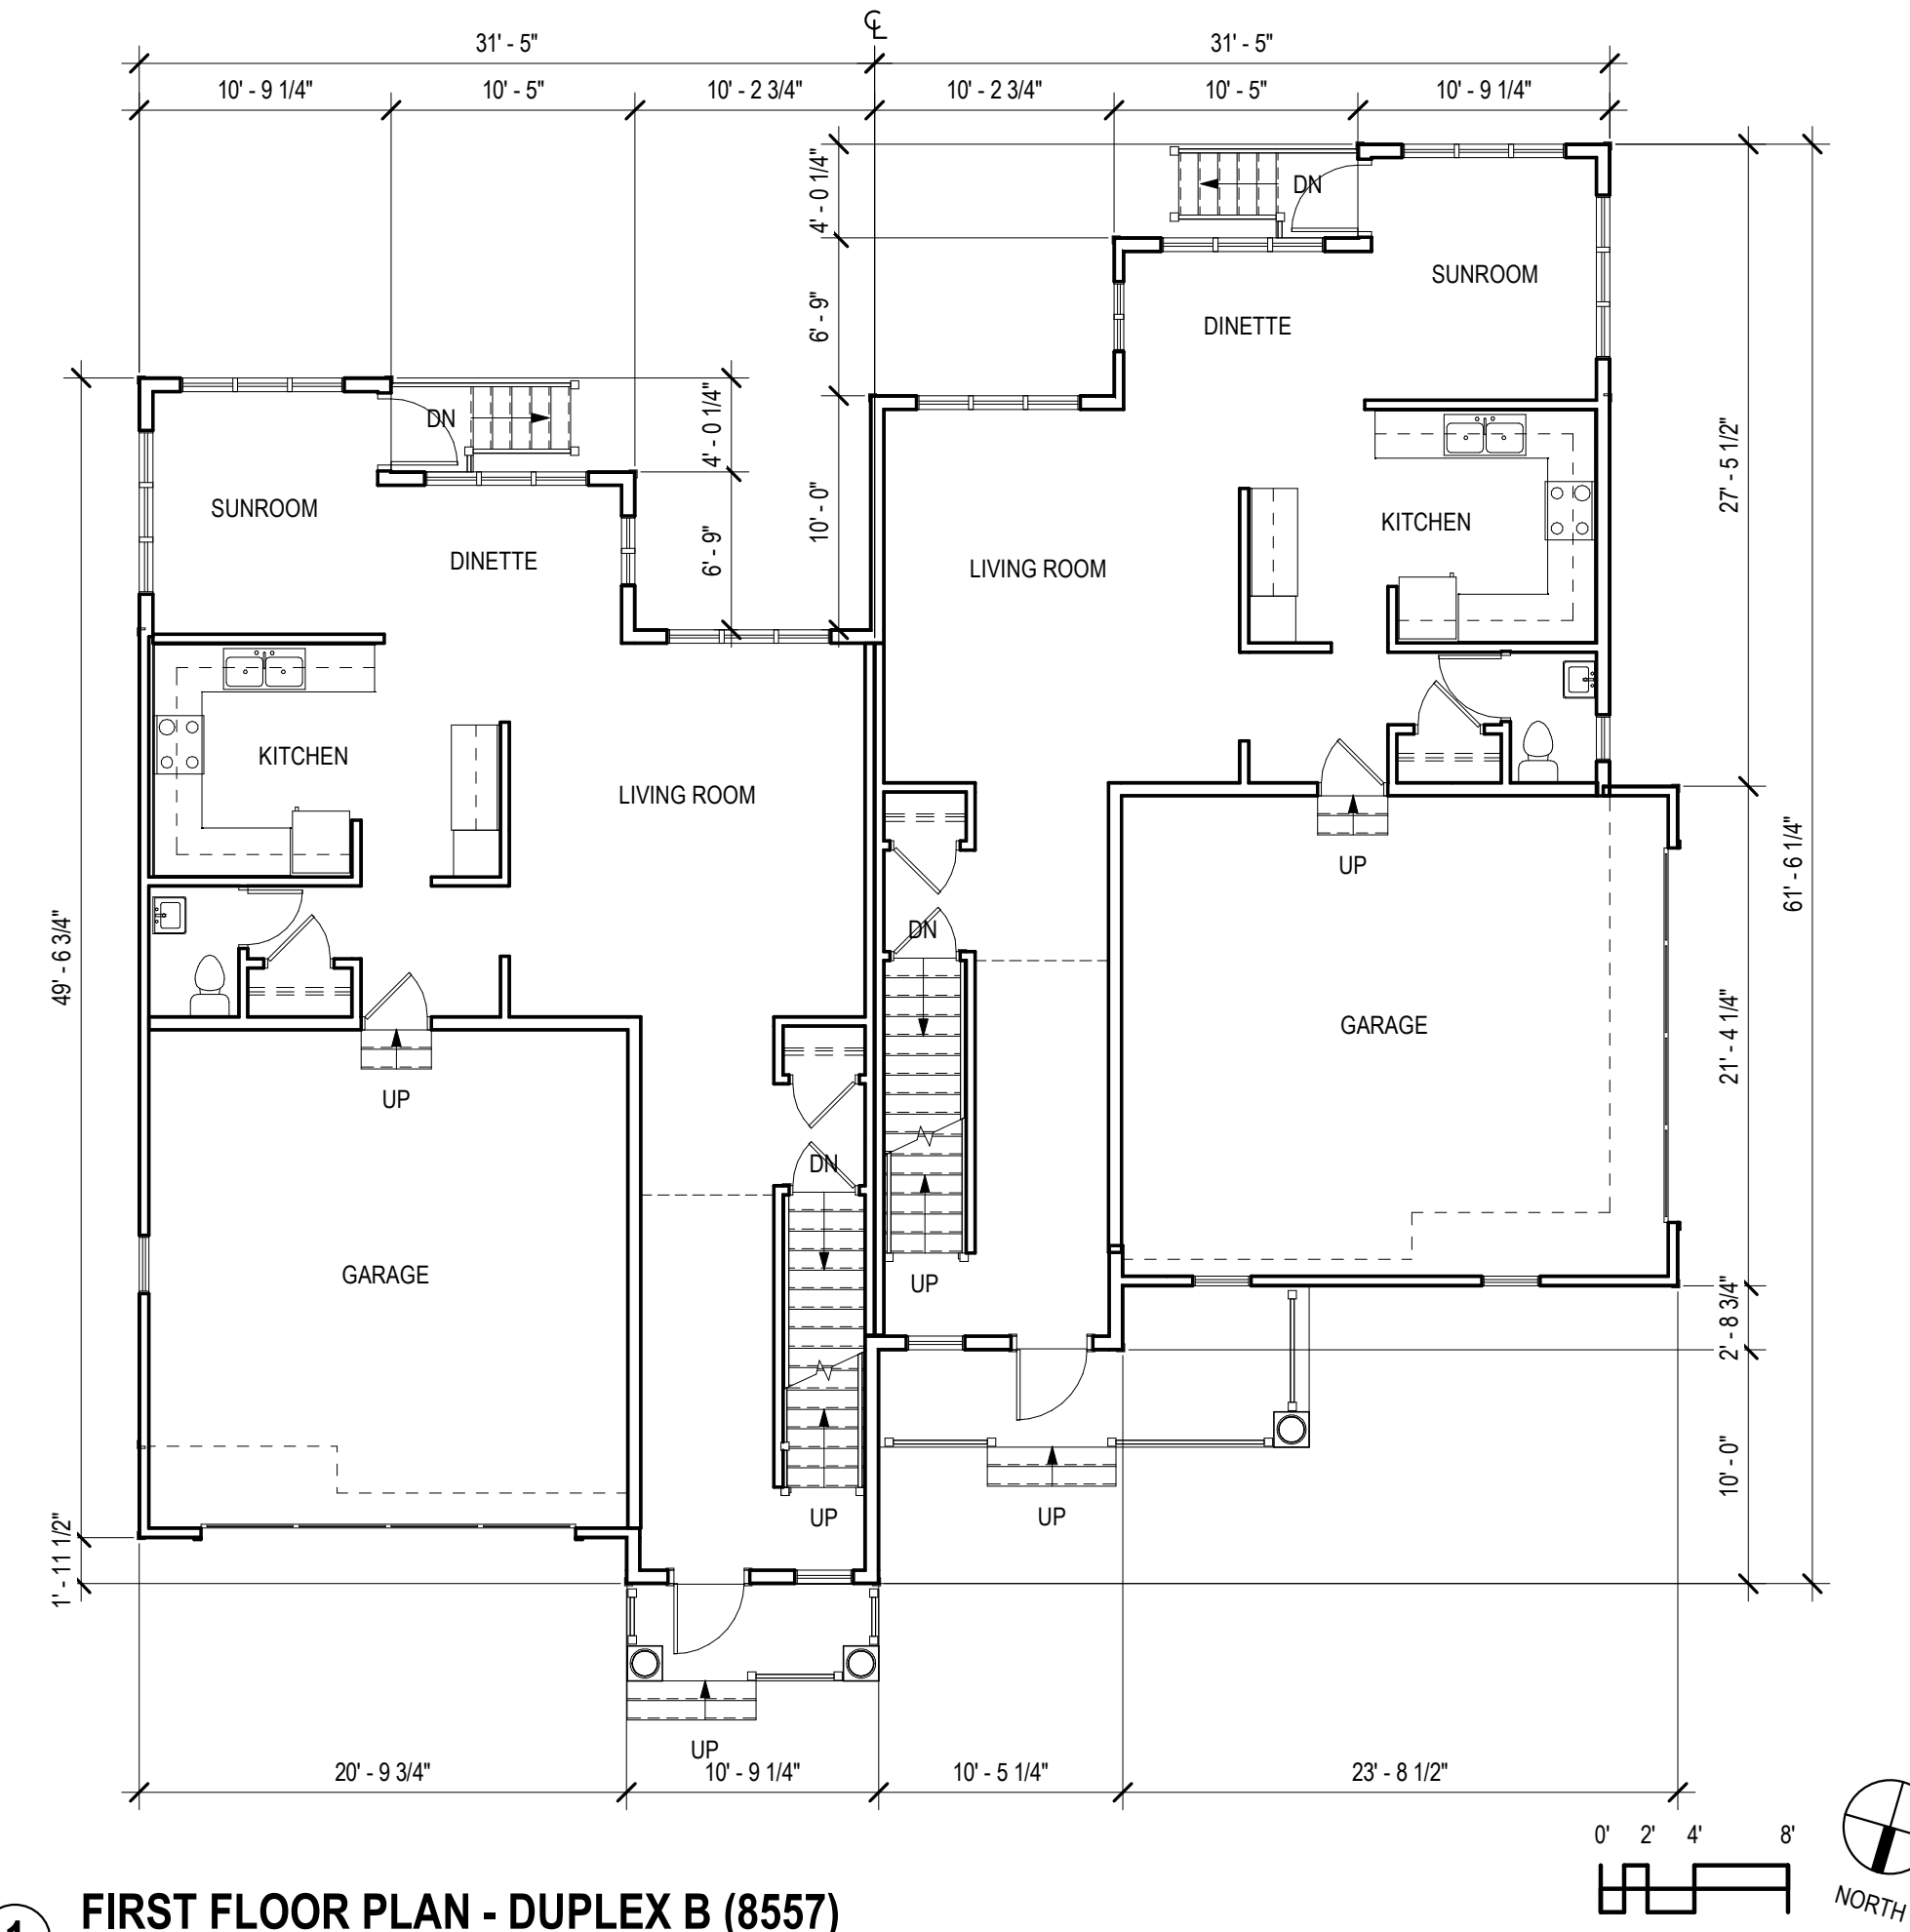 ℄
31' - 5" 31' - 5"
10' - 9 1/4" 10' - 5" 10' - 2 3/4" 10' - 2 3/4" 10' - 5" 10' - 9 1/4"
4' - 0 1/4"
DN
SUNROOM
6' - 9"
DINETTE
4' - 0 1/4"
DN
27' - 5 1/2"
SUNROOM
10' - 0"
KITCHEN
6' - 9"
DINETTE
LIVING ROOM
KITCHEN
LIVING ROOM
61' - 6 1/4"
UP
49' - 6 3/4"
DN
GARAGE
21' - 4 1/4"
UP
DN
GARAGE
UP
2' - 8 3/4"
10' - 0"
UP
UP
1' - 11 1/2"
UP
20' - 9 3/4" 10' - 9 1/4" 10' - 5 1/4" 23' - 8 1/2"
0' 2' 4' 8'
NORTH
1
FIRST FLOOR PLAN - DUPLEX B (8557)